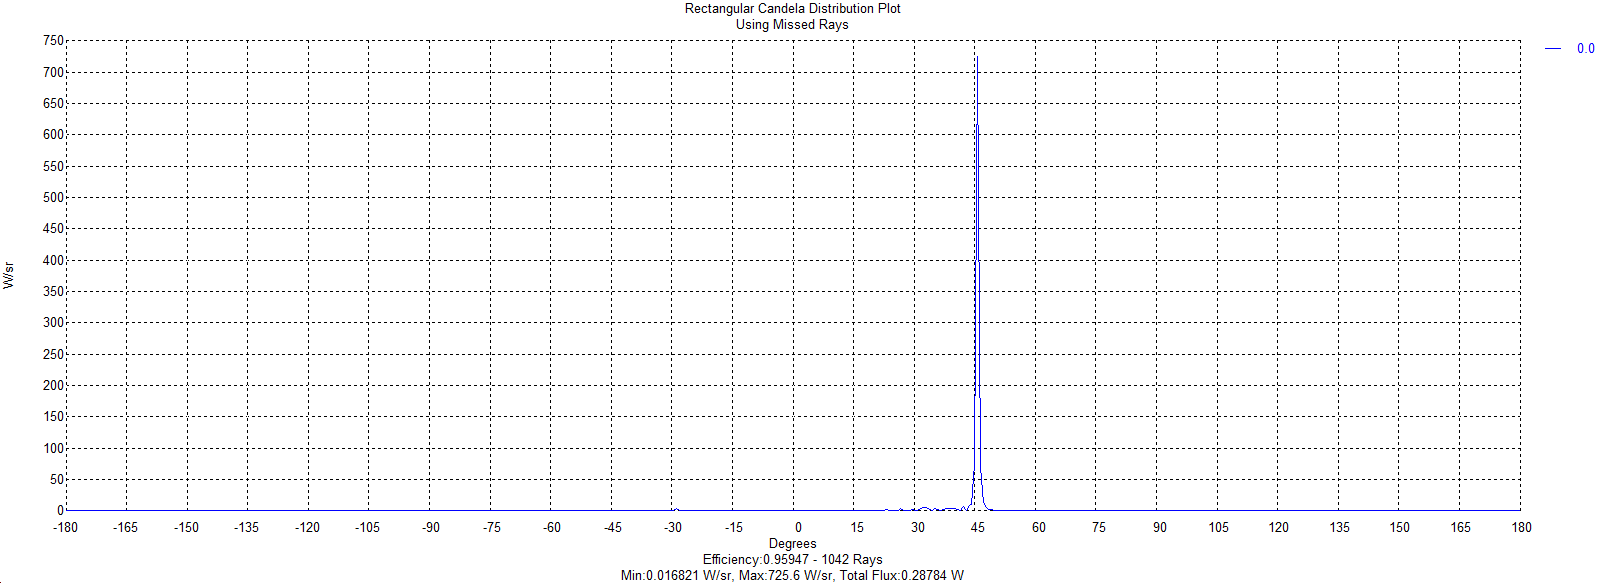 Rectangular Candela Distribution Plot
Using Missed Rays
0.0
750
700
650
600
550
500
450
400
350
300
250
200
150
100
50
0
W/sr
-180 -165 -150 -135 -120 -105 -90 -75 -60 -45 -30 -15 0 15 30 45 60 75 90 105 120 135 150 165 180
Degrees
Efficiency:0.95947 - 1042 Rays
Min:0.016821 W/sr, Max:725.6 W/sr, Total Flux:0.28784 W